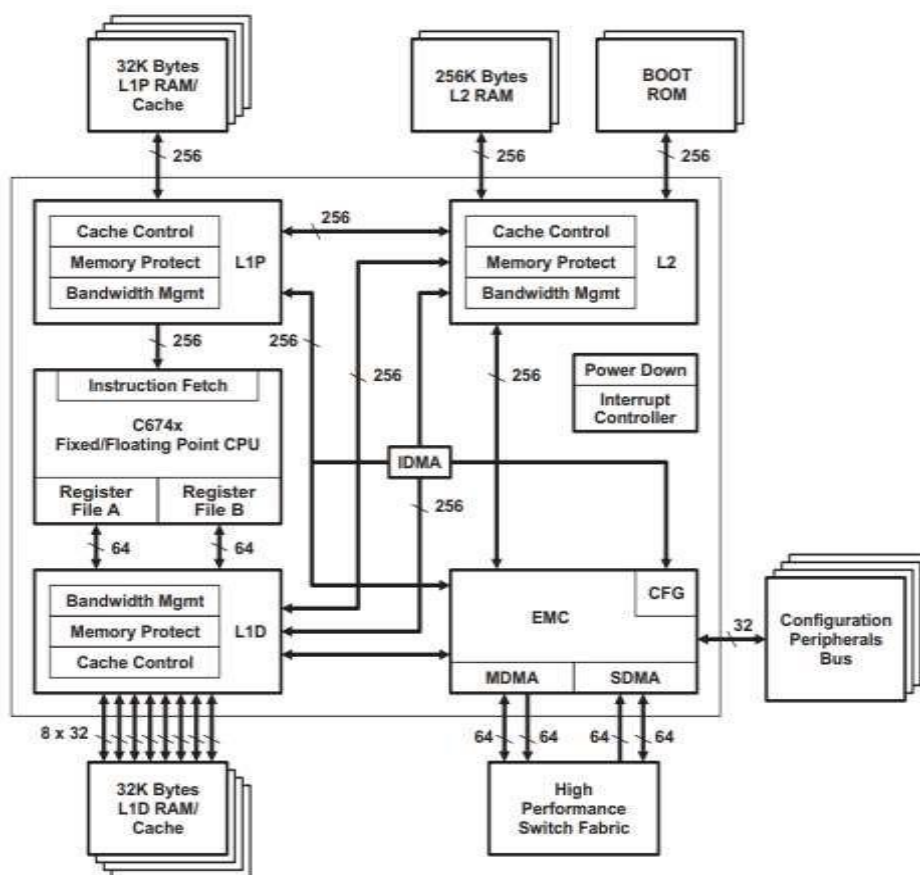 32K Bytes
L1P RAM/
Cache
256K Bytes
L2 RAM
BOOT
ROM
256
256
256
Cache Control
Memory Protect
Bandwidth Mgmt
L1P
256
Cache Control
Memory Protect
Bandwidth Mgmt
L2
256
256
256
256
Instruction Fetch
C674x
Fixed/Floating Point CPU
Register
File A
Register
File B
Power Down
Interrupt
Controller
IDMA
256
64
64
Bandwidth Mgmt
Memory Protect
Cache Control
L1D
EMC
CFG
MDMA
SDMA
32
Configuration
Peripherals
Bus
8 x 32
64
64
64
64
32K Bytes
L1D RAM/
Cache
High
Performance
Switch Fabric